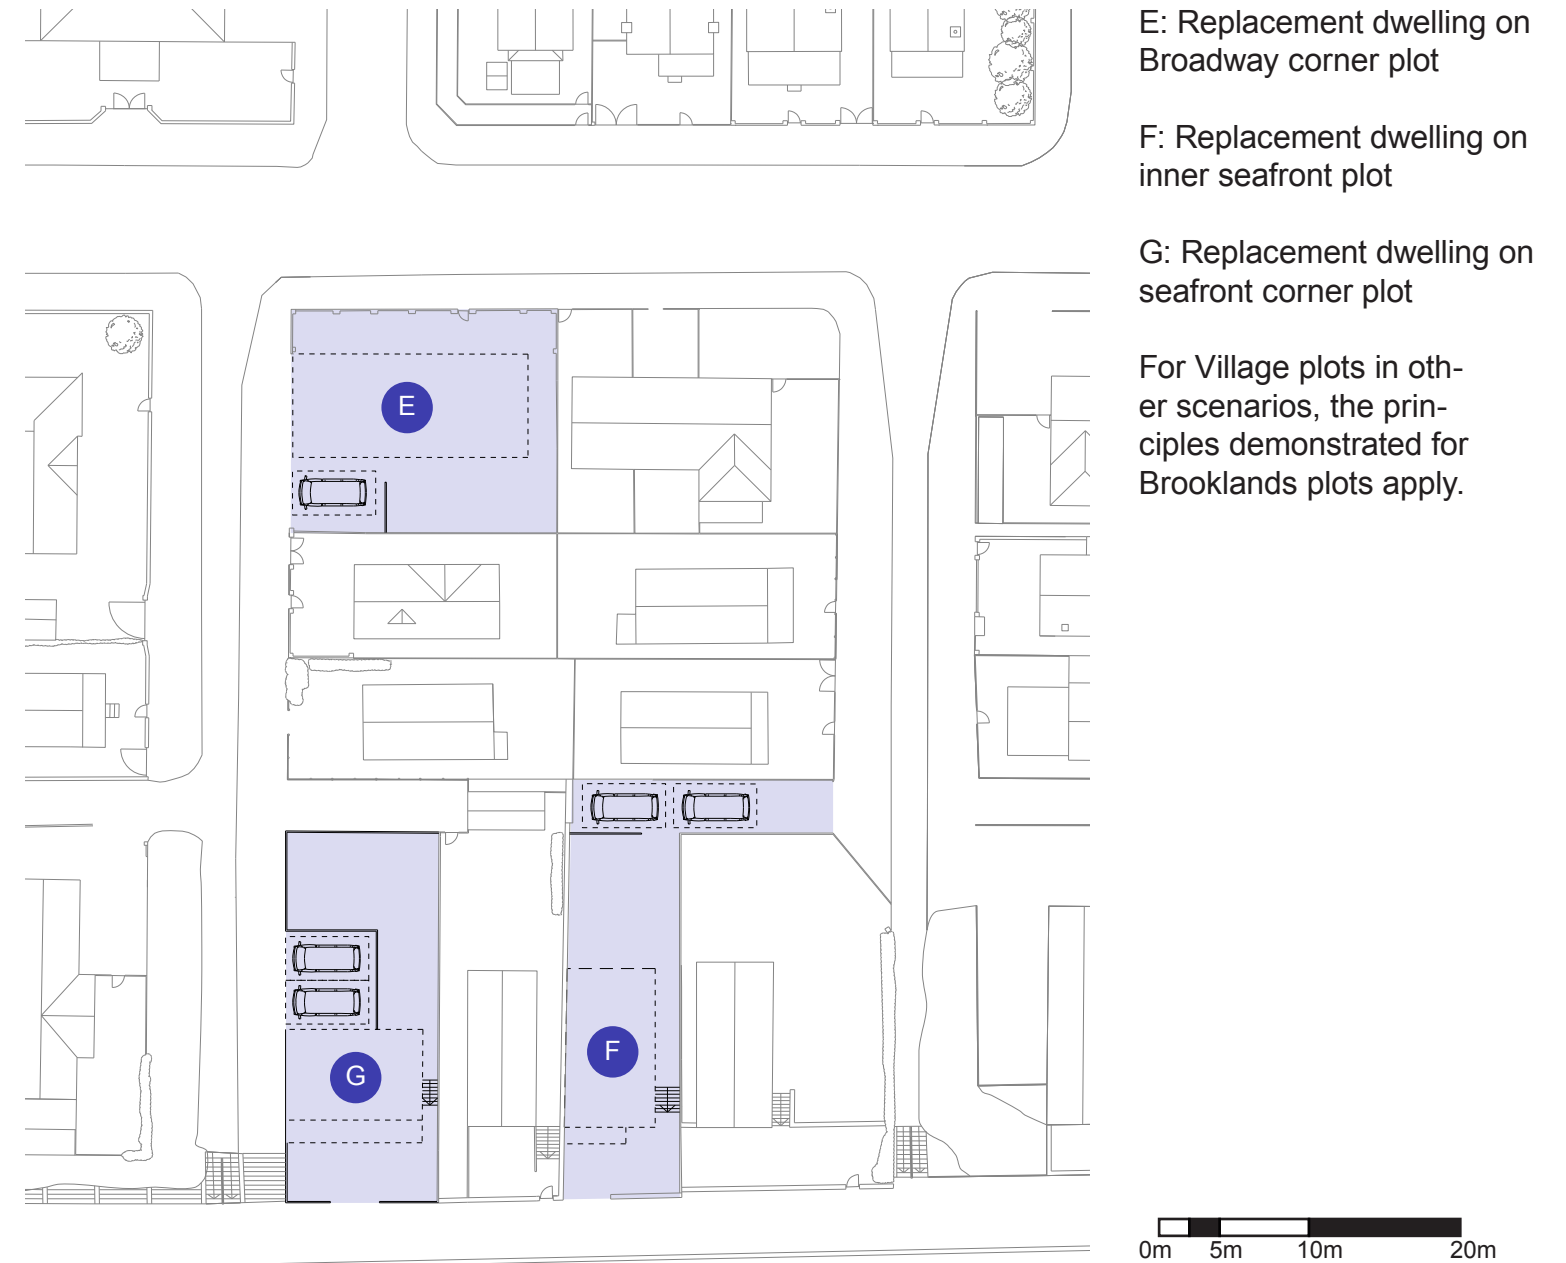 E: Replacement dwelling on
Broadway corner plot
F: Replacement dwelling on
inner seafront plot
G: Replacement dwelling on
seafront corner plot
For Village plots in oth-
er scenarios, the prin-
ciples demonstrated for
Brooklands plots apply.
E
F
G
0m 5m 10m 20m